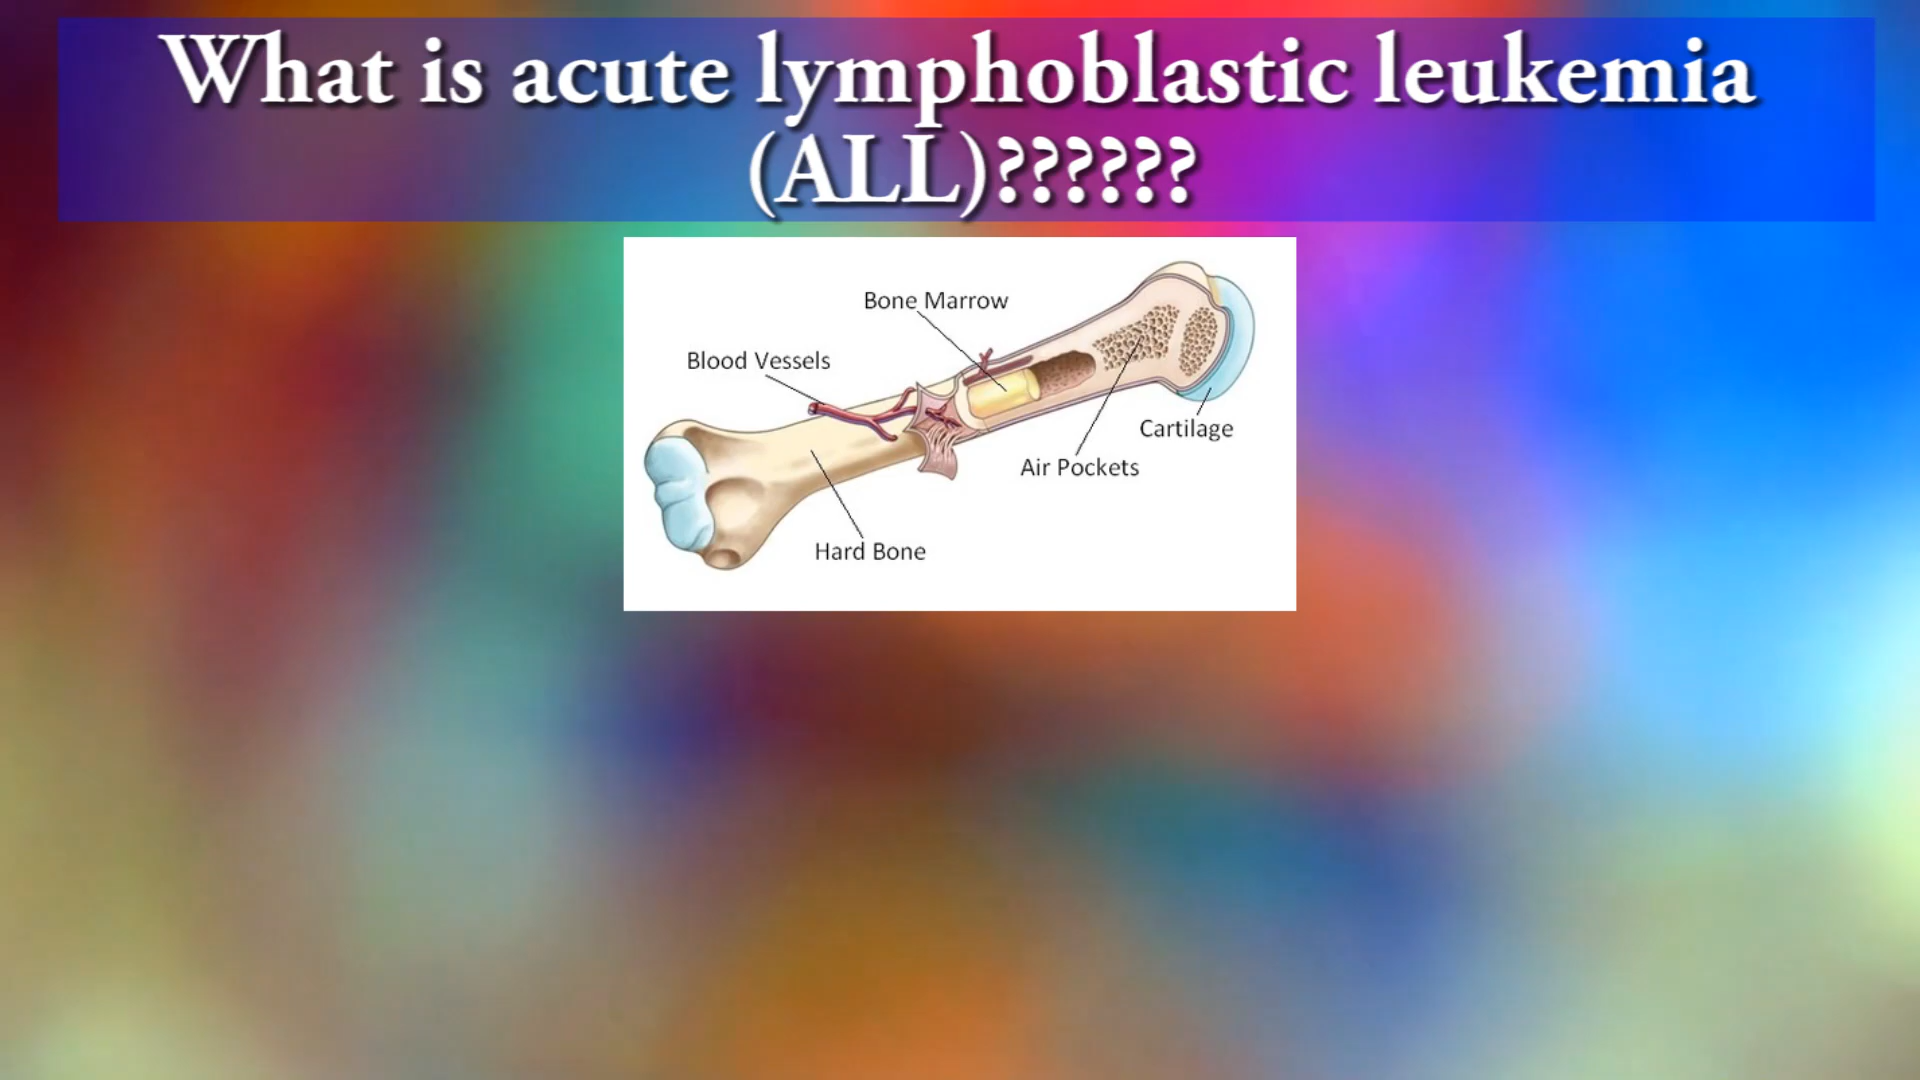 What is acute lymphoblastic leukemia
(ALL)??????
Bone Marrow
Blood Vessels
Cartilage
Air Pockets
Hard Bone